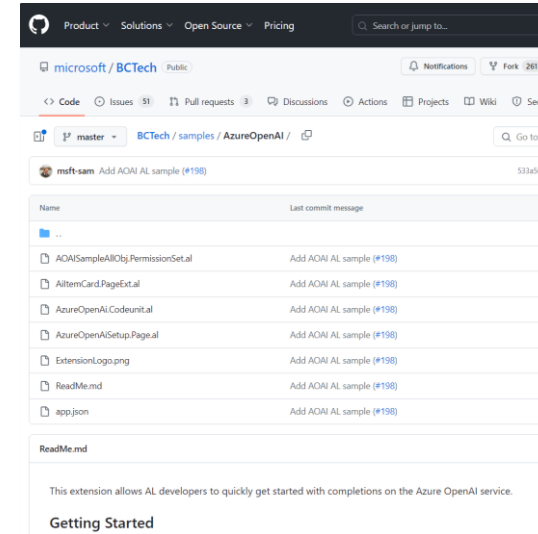 Product Solutions Open Source Pricing Search or jump to...
microsoft / BCTech Public Notifications Fork 261
Code Issues 51 Pull requests 3 Discussions Actions Projects Wiki
master BCTech / samples / AzureOpenAI / Go to
msft-sam Add AOAI AL sample (#198)
Name Last commit message
..
AOAISampleAllObj.PermissionSet.al Add AOAI AL sample (#198)
AiItemCard.PageExt.al Add AOAI AL sample (#198)
AzureOpenAi.Codeunit.al Add AOAI AL sample (#198)
AzureOpenAiSetup.Page.al Add AOAI AL sample (#198)
ExtensionLogo.png Add AOAI AL sample (#198)
ReadMe.md Add AOAI AL sample (#198)
app.json Add AOAI AL sample (#198)
ReadMe.md
This extension allows AL developers to quickly get started with completions on the Azure OpenAI service.
Getting Started